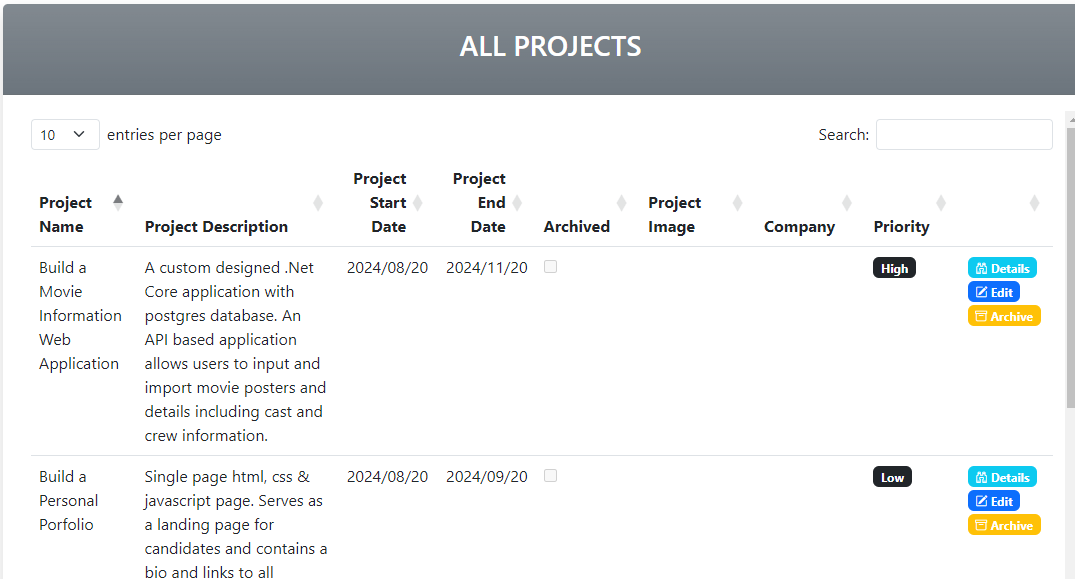 ALL PROJECTS
10 entries per page
Search:
Project Name
Project Description
Project Start Date
Project End Date
Archived
Project Image
Company
Priority
Build a
Movie
Information
Web
Application
A custom designed .Net
Core application with
postgres database. An
API based application
allows users to input and
import movie posters and
details including cast and
crew information.
2024/08/20
2024/11/20
High
Details
Edit
Archive
Build a
Personal
Porfolio
Single page html, css &
javascript page. Serves as
a landing page for
candidates and contains a
bio and links to all
2024/08/20
2024/09/20
Low
Details
Edit
Archive